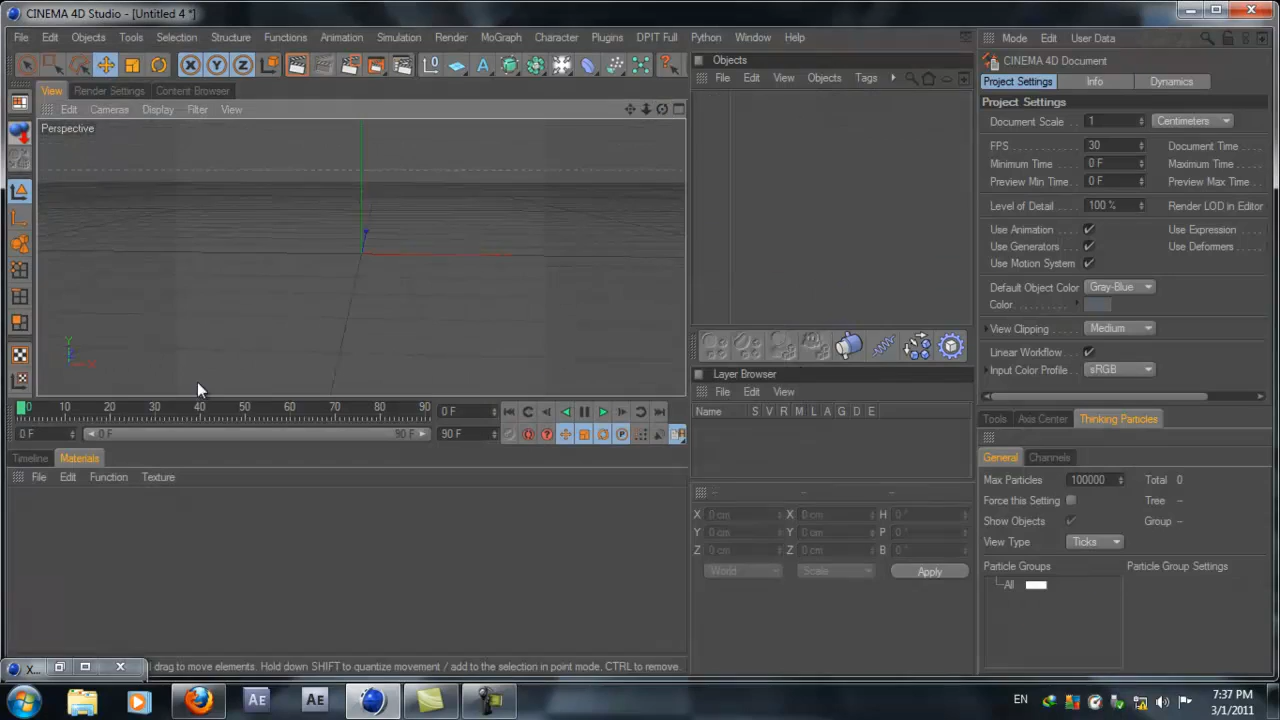 CINEMA 4D Studio - [Untitled 4 *]
File Edit Objects Tools Selection Structure Functions Animation Simulation Render MoGraph Character Plugins DPIT Full Python Window Help
View Render Settings Content Browser
Edit Cameras Display Filter View
Perspective
Y
0 10 20 30 40 50 60 70 80 90
0 F
0 F 0 F 90 F 90 F
Timeline Materials
File Edit Function Texture
Objects
File Edit View Objects Tags
Layer Browser
File Edit View
Name S V R M L A G D E
X 0 cm X 0 cm H 0 °
Y 0 cm Y 0 cm P 0 °
Z 0 cm Z 0 cm B 0 °
World Scale Apply
Mode Edit User Data
CINEMA 4D Document
Project Settings Info Dynamics
Project Settings
Document Scale 1 Centimeters
FPS 30 Document Time
Minimum Time 0 F Maximum Time
Preview Min Time 0 F Preview Max Time
Level of Detail 100 % Render LOD in Editor
Use Animation Use Expression
Use Generators Use Deformers
Use Motion System
Default Object Color Gray-Blue
Color
View Clipping Medium
Linear Workflow
Input Color Profile sRGB
Tools Axis Center Thinking Particles
General Channels
Max Particles 100000 Total 0
Force this Setting Tree –
Show Objects Group –
View Type Ticks
Particle Groups Particle Group Settings
All
X...
drag to move elements. Hold down SHIFT to quantize movement / add to the selection in point mode, CTRL to remove.
Ae Ae
EN
7:37 PM
3/1/2011